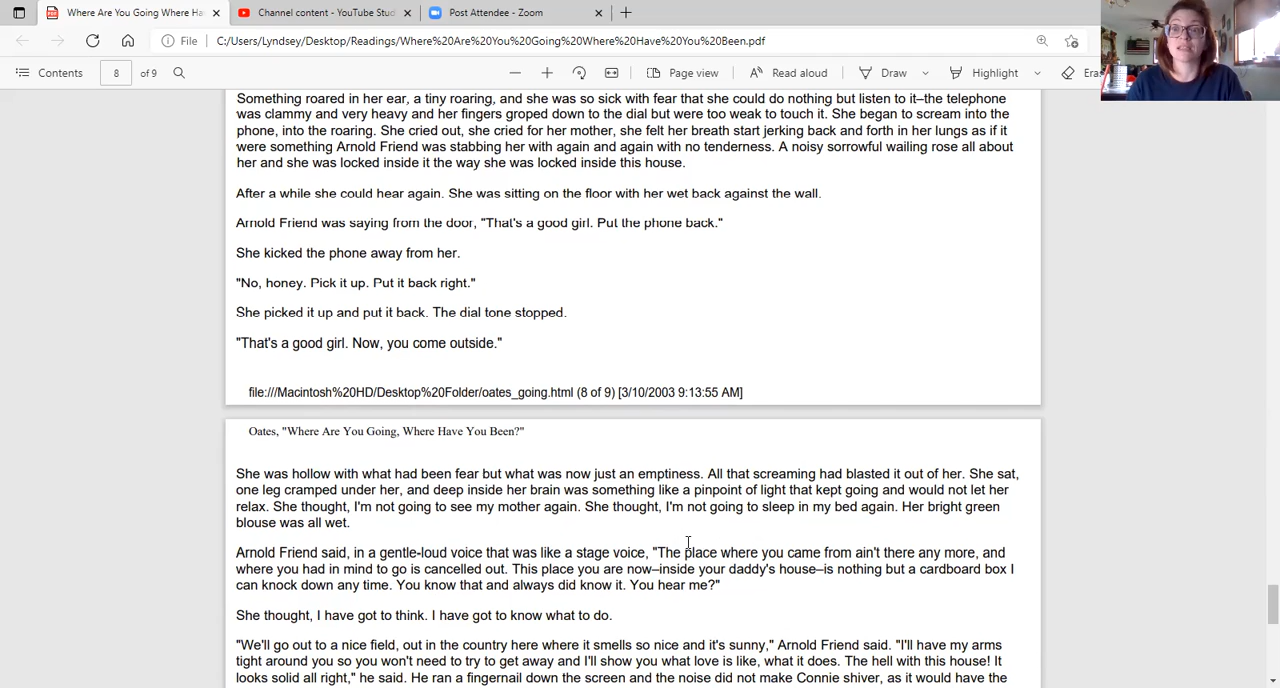 Where Are You Going Where Ha
Channel content - YouTube Stud
Post Attendee - Zoom
File
C:/Users/Lyndsey/Desktop/Readings/Where%20Are%20You%20Going%20Where%20Have%20You%20Been.pdf
Contents
8
of 9
Page view
Read aloud
Draw
Highlight
Eras
Something roared in her ear, a tiny roaring, and she was so sick with fear that she could do nothing but listen to it–the telephone
was clammy and very heavy and her fingers groped down to the dial but were too weak to touch it. She began to scream into the
phone, into the roaring. She cried out, she cried for her mother, she felt her breath start jerking back and forth in her lungs as if it
were something Arnold Friend was stabbing her with again and again with no tenderness. A noisy sorrowful wailing rose all about
her and she was locked inside it the way she was locked inside this house.
After a while she could hear again. She was sitting on the floor with her wet back against the wall.
Arnold Friend was saying from the door, "That's a good girl. Put the phone back."
She kicked the phone away from her.
"No, honey. Pick it up. Put it back right."
She picked it up and put it back. The dial tone stopped.
"That's a good girl. Now, you come outside."
file:///Macintosh%20HD/Desktop%20Folder/oates_going.html (8 of 9) [3/10/2003 9:13:55 AM]
Oates, "Where Are You Going, Where Have You Been?"
She was hollow with what had been fear but what was now just an emptiness. All that screaming had blasted it out of her. She sat,
one leg cramped under her, and deep inside her brain was something like a pinpoint of light that kept going and would not let her
relax. She thought, I'm not going to see my mother again. She thought, I'm not going to sleep in my bed again. Her bright green
blouse was all wet.
Arnold Friend said, in a gentle-loud voice that was like a stage voice, "The place where you came from ain't there any more, and
where you had in mind to go is cancelled out. This place you are now–inside your daddy's house–is nothing but a cardboard box I
can knock down any time. You know that and always did know it. You hear me?"
She thought, I have got to think. I have got to know what to do.
"We'll go out to a nice field, out in the country here where it smells so nice and it's sunny," Arnold Friend said. "I'll have my arms
tight around you so you won't need to try to get away and I'll show you what love is like, what it does. The hell with this house! It
looks solid all right," he said. He ran a fingernail down the screen and the noise did not make Connie shiver, as it would have the